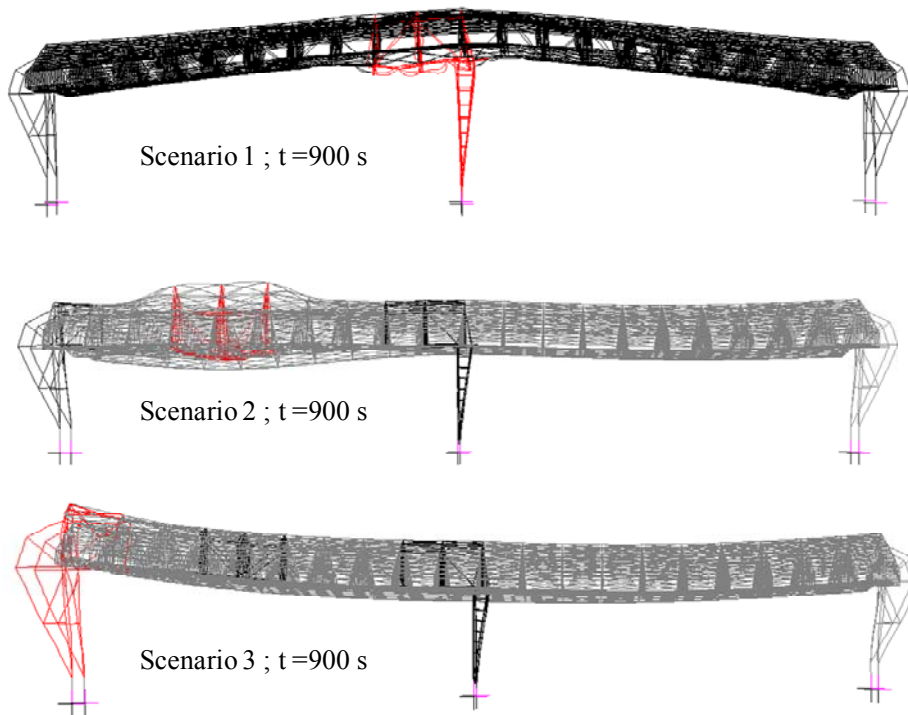 Scenario 1 ; t =900 s
Scenario 2 ; t =900 s
Scenario 3 ; t =900 s